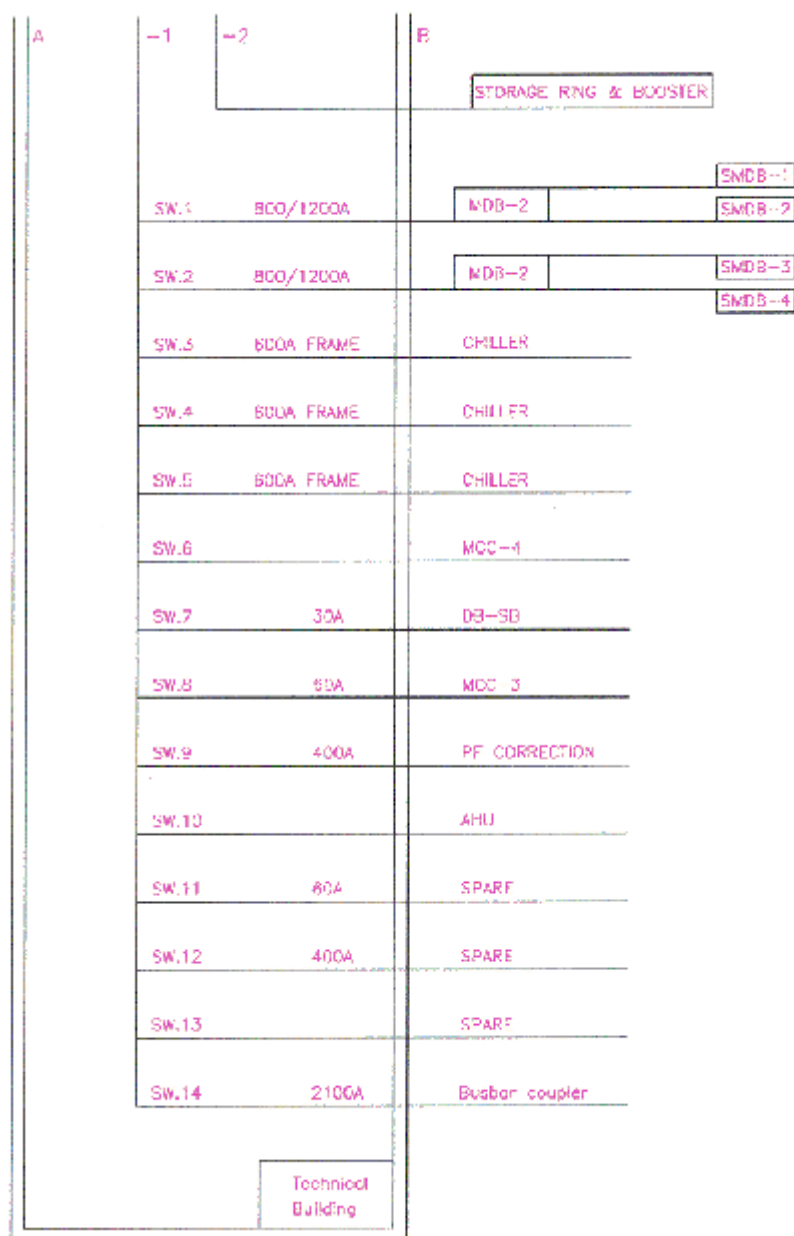 A -1 -2 B
STORAGE RING & BOOSTER
SMDB-1
SW.1 800/1200A MDB-2 SMDB-2
SW.2 800/1200A MDB-2 SMDB-3
SMDB-4
SW.3 600A FRAME CHILLER
SW.4 600A FRAME CHILLER
SW.5 600A FRAME CHILLER
SW.6 MCC-4
SW.7 30A DB-SB
SW.8 60A MCC 3
SW.9 400A PF CORRECTION
SW.10 AHU
SW.11 60A SPARE
SW.12 400A SPARE
SW.13 SPARE
SW.14 2100A Busbar coupler
Technical
Building